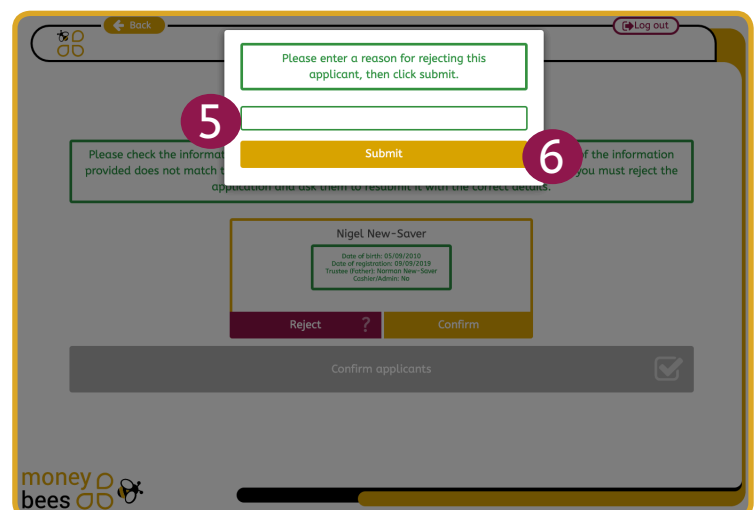 Back
Log out
Please enter a reason for rejecting this
applicant, then click submit.
5
Submit
6
Please check the informat
of the information
provided does not match t
you must reject the
application and ask them to resubmit it with the correct details.
Nigel New-Saver
Date of birth: 05/09/2010
Date of registration: 09/09/2019
Trustee (Father): Norman New-Saver
Cashier/Admin: No
Reject ?
Confirm
Confirm applicants
money
bees